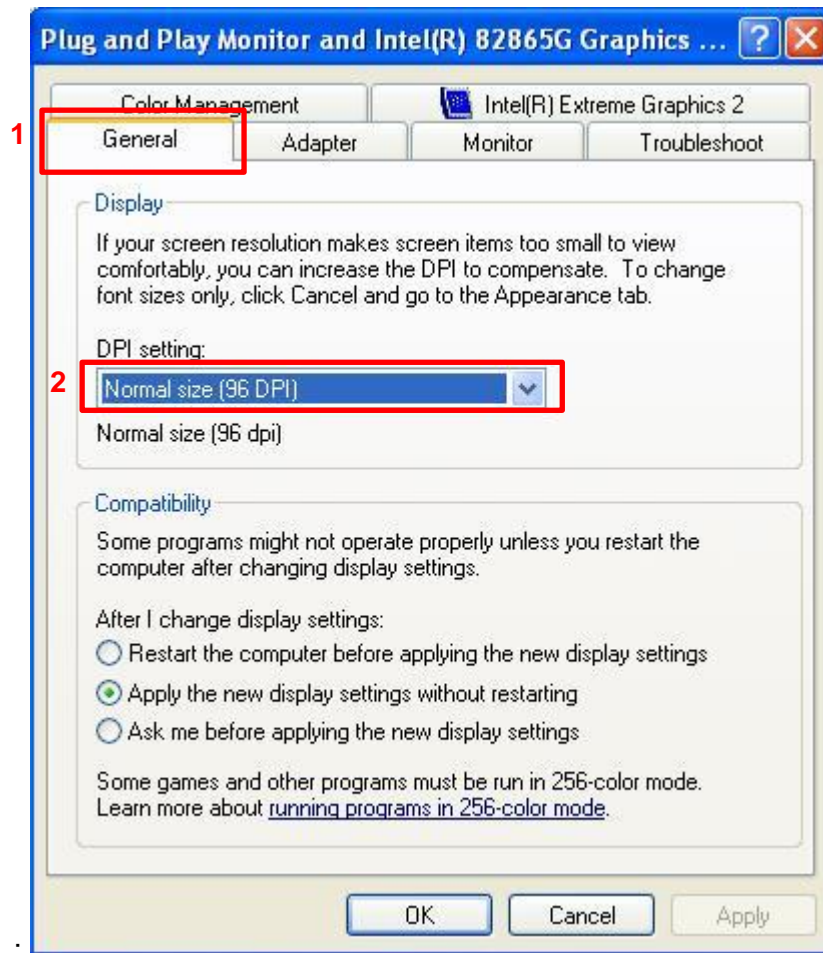 Plug and Play Monitor and Intel(R) 82865G Graphics ...
Color Management Intel(R) Extreme Graphics 2
1 General Adapter Monitor Troubleshoot
Display
If your screen resolution makes screen items too small to view
comfortably, you can increase the DPI to compensate. To change
font sizes only, click Cancel and go to the Appearance tab.
DPI setting:
2 Normal size (96 DPI)
Normal size (96 dpi)
Compatibility
Some programs might not operate properly unless you restart the
computer after changing display settings.
After I change display settings:
Restart the computer before applying the new display settings
Apply the new display settings without restarting
Ask me before applying the new display settings
Some games and other programs must be run in 256-color mode.
Learn more about running programs in 256-color mode.
OK Cancel Apply
.